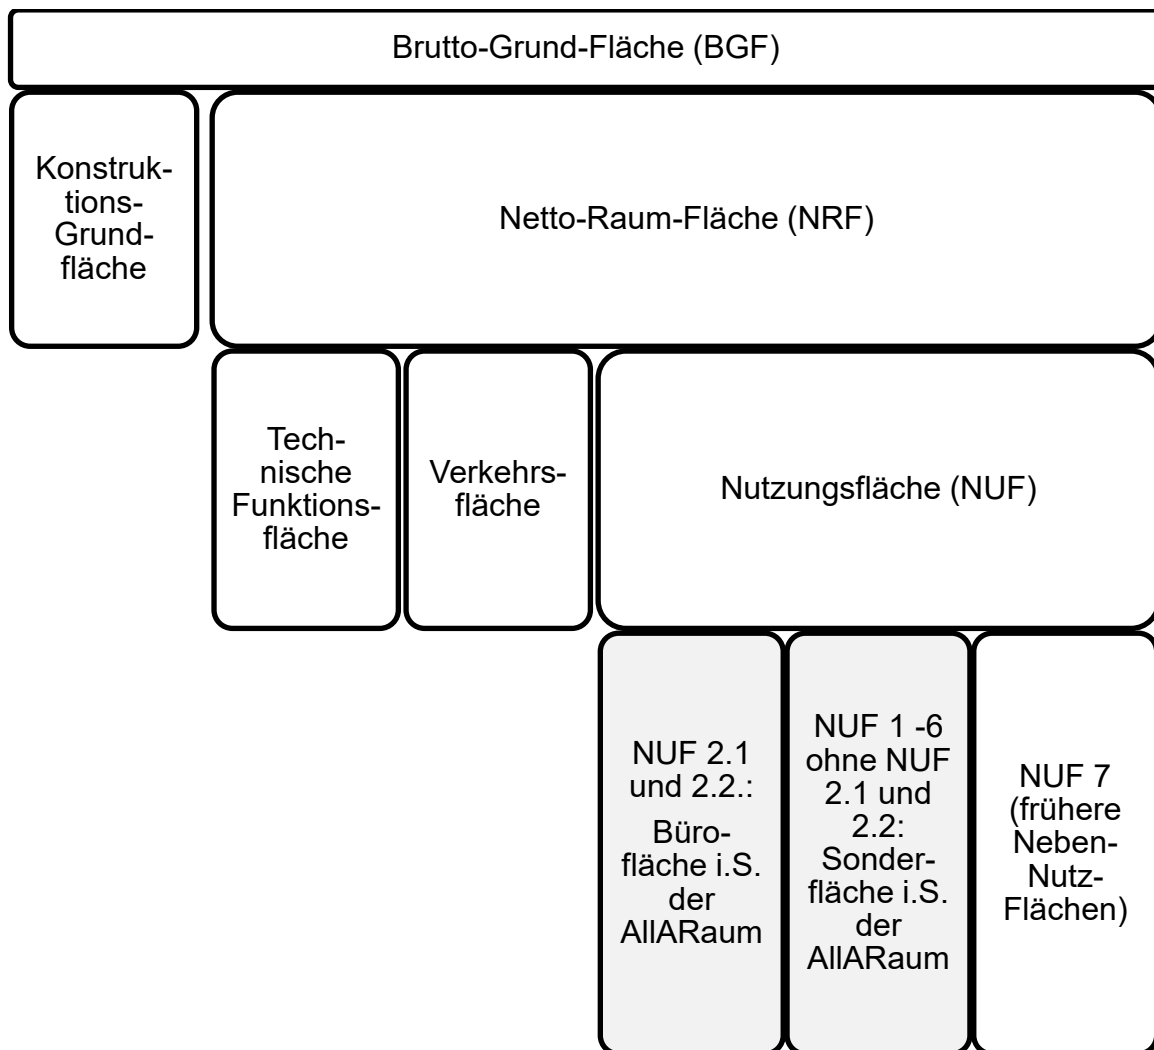 Brutto-Grund-Fläche (BGF)
Konstruk-
tions-
Grund-
fläche
Netto-Raum-Fläche (NRF)
Tech-
nische
Funktions-
fläche
Verkehrs-
fläche
Nutzungsfläche (NUF)
NUF 2.1
und 2.2.:
Büro-
fläche i.S.
der
AllARaum
NUF 1 -6
ohne NUF
2.1 und
2.2:
Sonder-
fläche i.S.
der
AllARaum
NUF 7
(frühere
Neben-
Nutz-
Flächen)